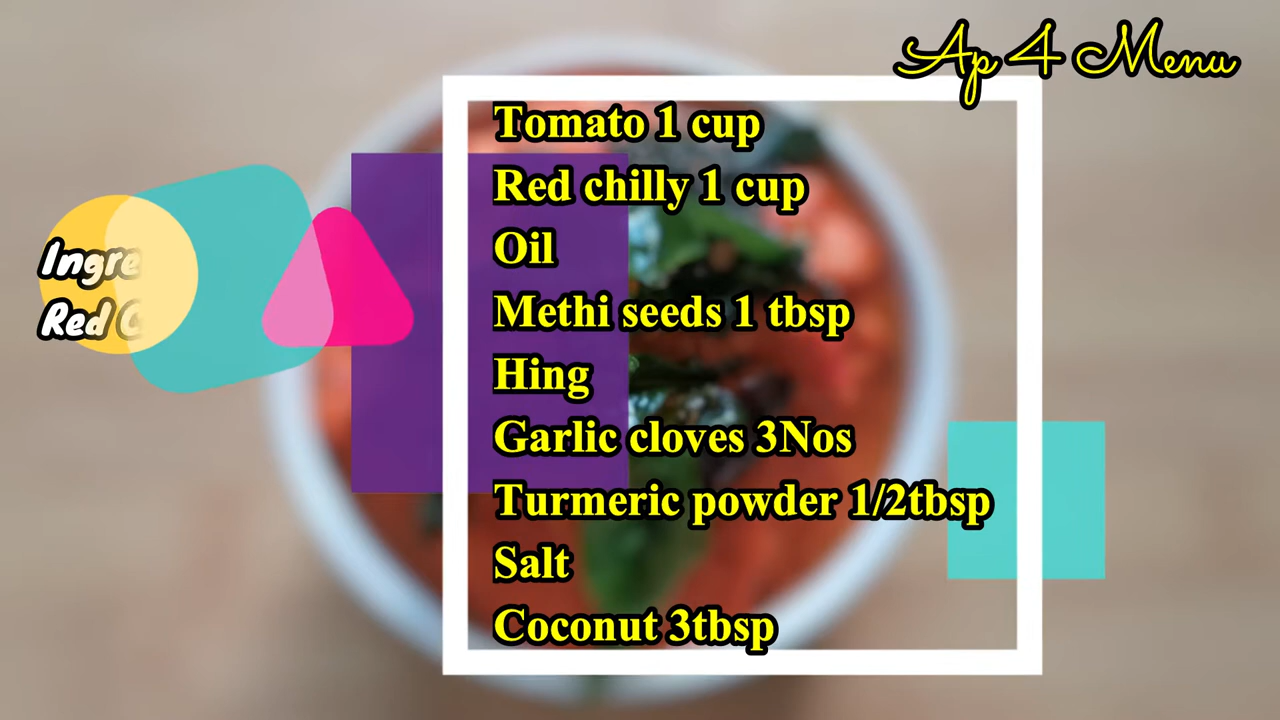 Ap 4 Menu
Tomato 1 cup
Red chilly 1 cup
Oil
Methi seeds 1 tbsp
Hing
Garlic cloves 3Nos
Turmeric powder 1/2tbsp
Salt
Coconut 3tbsp
Red